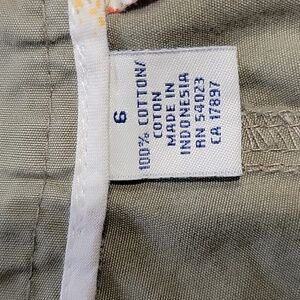 6
100% COTTON/
COTON
MADE IN
INDONESIA
RN 54023
CA 17897